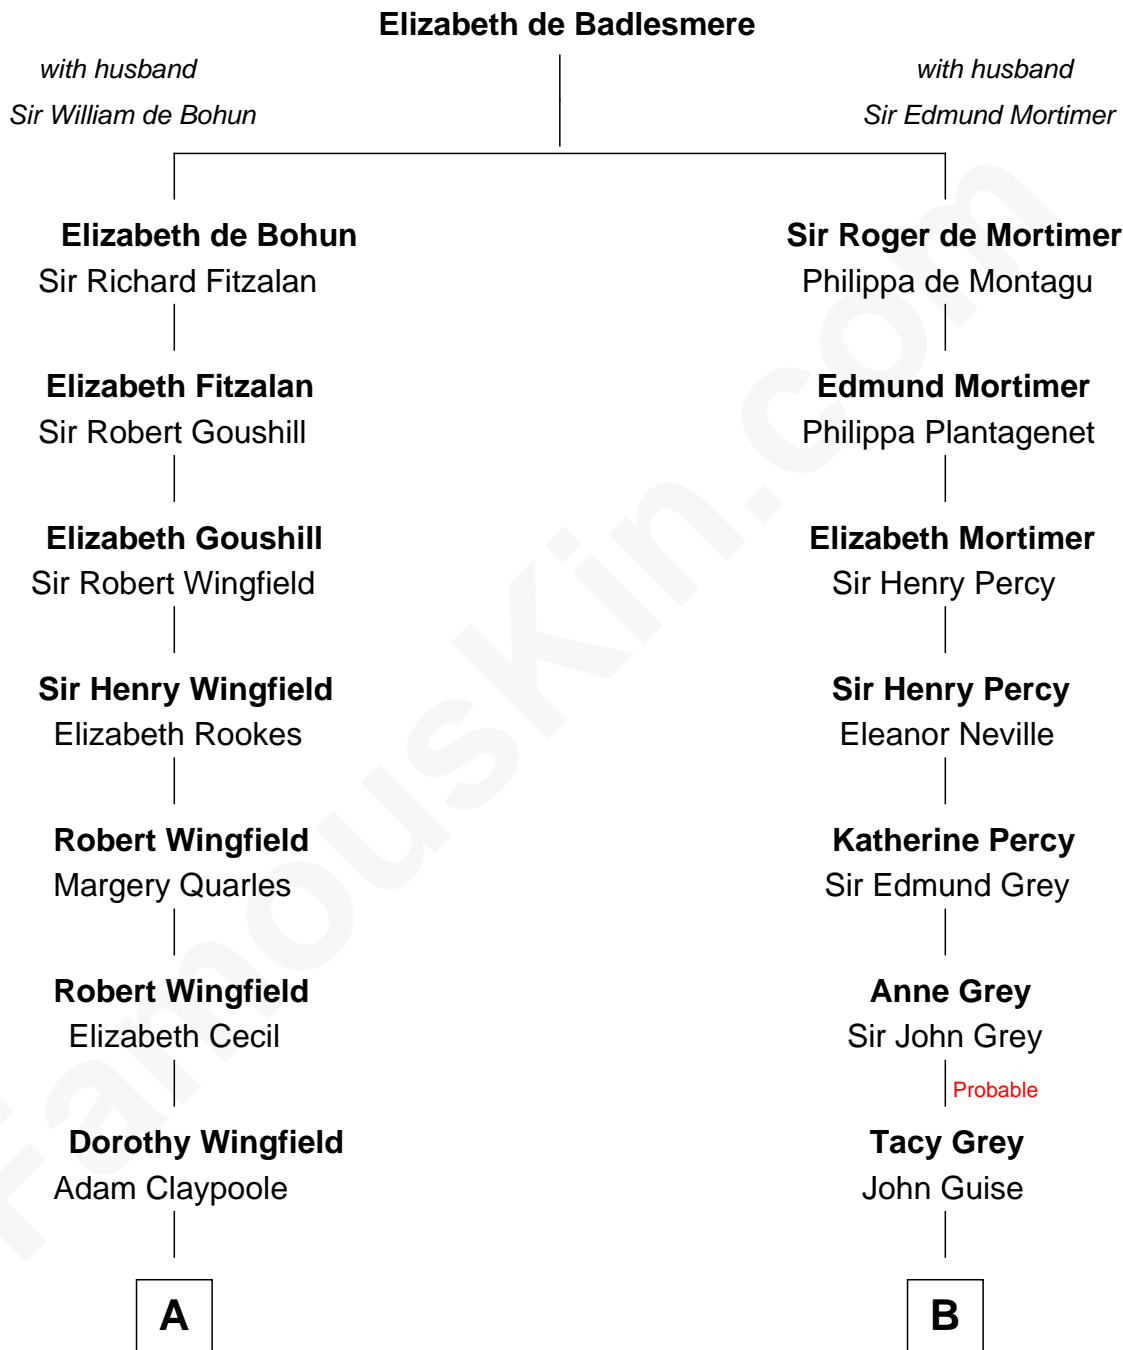 Elizabeth de Badlesmere
with husband
Sir William de Bohun
with husband
Sir Edmund Mortimer
Elizabeth de Bohun
Sir Richard Fitzalan
Elizabeth Fitzalan
Sir Robert Goushill
Elizabeth Goushill
Sir Robert Wingfield
Sir Henry Wingfield
Elizabeth Rookes
Robert Wingfield
Margery Quarles
Robert Wingfield
Elizabeth Cecil
Dorothy Wingfield
Adam Claypoole
A
Sir Roger de Mortimer
Philippa de Montagu
Edmund Mortimer
Philippa Plantagenet
Elizabeth Mortimer
Sir Henry Percy
Sir Henry Percy
Eleanor Neville
Katherine Percy
Sir Edmund Grey
Anne Grey
Sir John Grey
Probable
Tacy Grey
John Guise
B
FamousKin.com